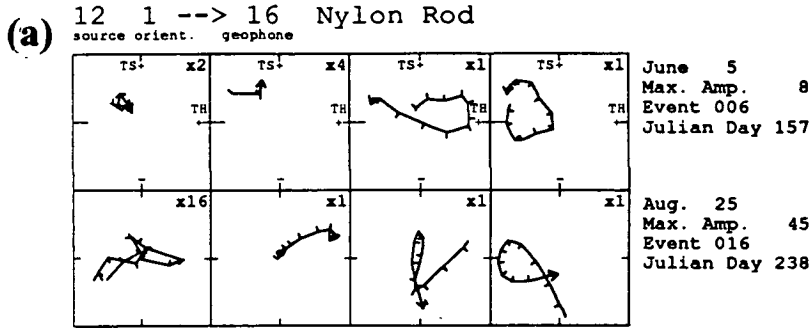 (a)
12 1 --> 16 Nylon Rod
source orient. geophone
TS+ x2 TS+ x4 TS+ x1 TS+ x1
TH + TH + TH + TH +
- - - -
x16 x1 x1 x1
June 5
Max. Amp. 8
Event 006
Julian Day 157
Aug. 25
Max. Amp. 45
Event 016
Julian Day 238